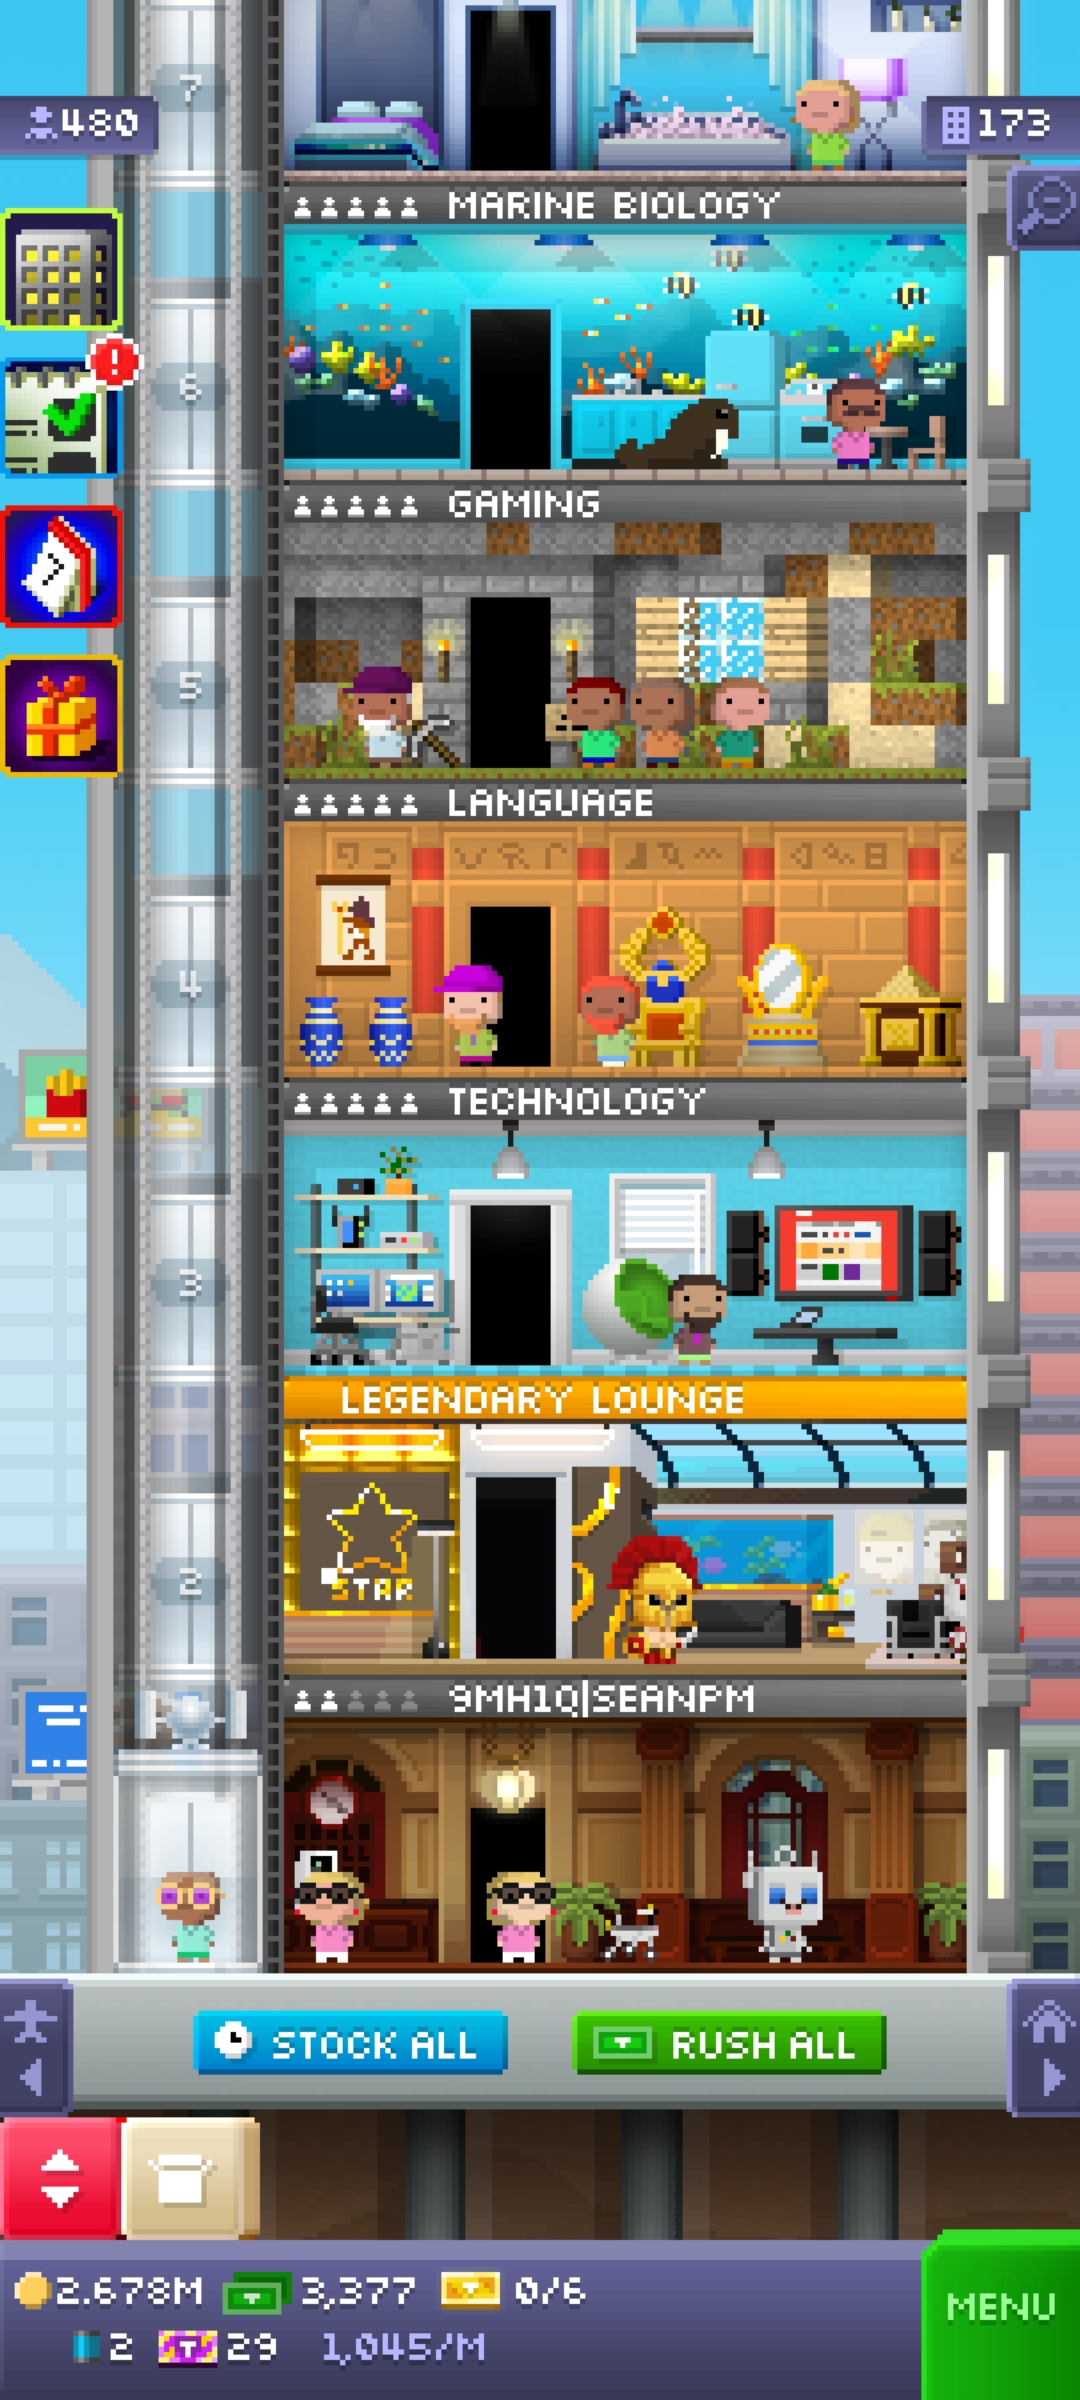 7
480
173
MARINE BIOLOGY
6
GAMING
7
5
LANGUAGE
4
TECHNOLOGY
3
LEGENDARY LOUNGE
STAR
2
9MH1Q|SEANPM
STOCK ALL
RUSH ALL
2.678M 3,377 0/6
2 29 1,045/M
MENU